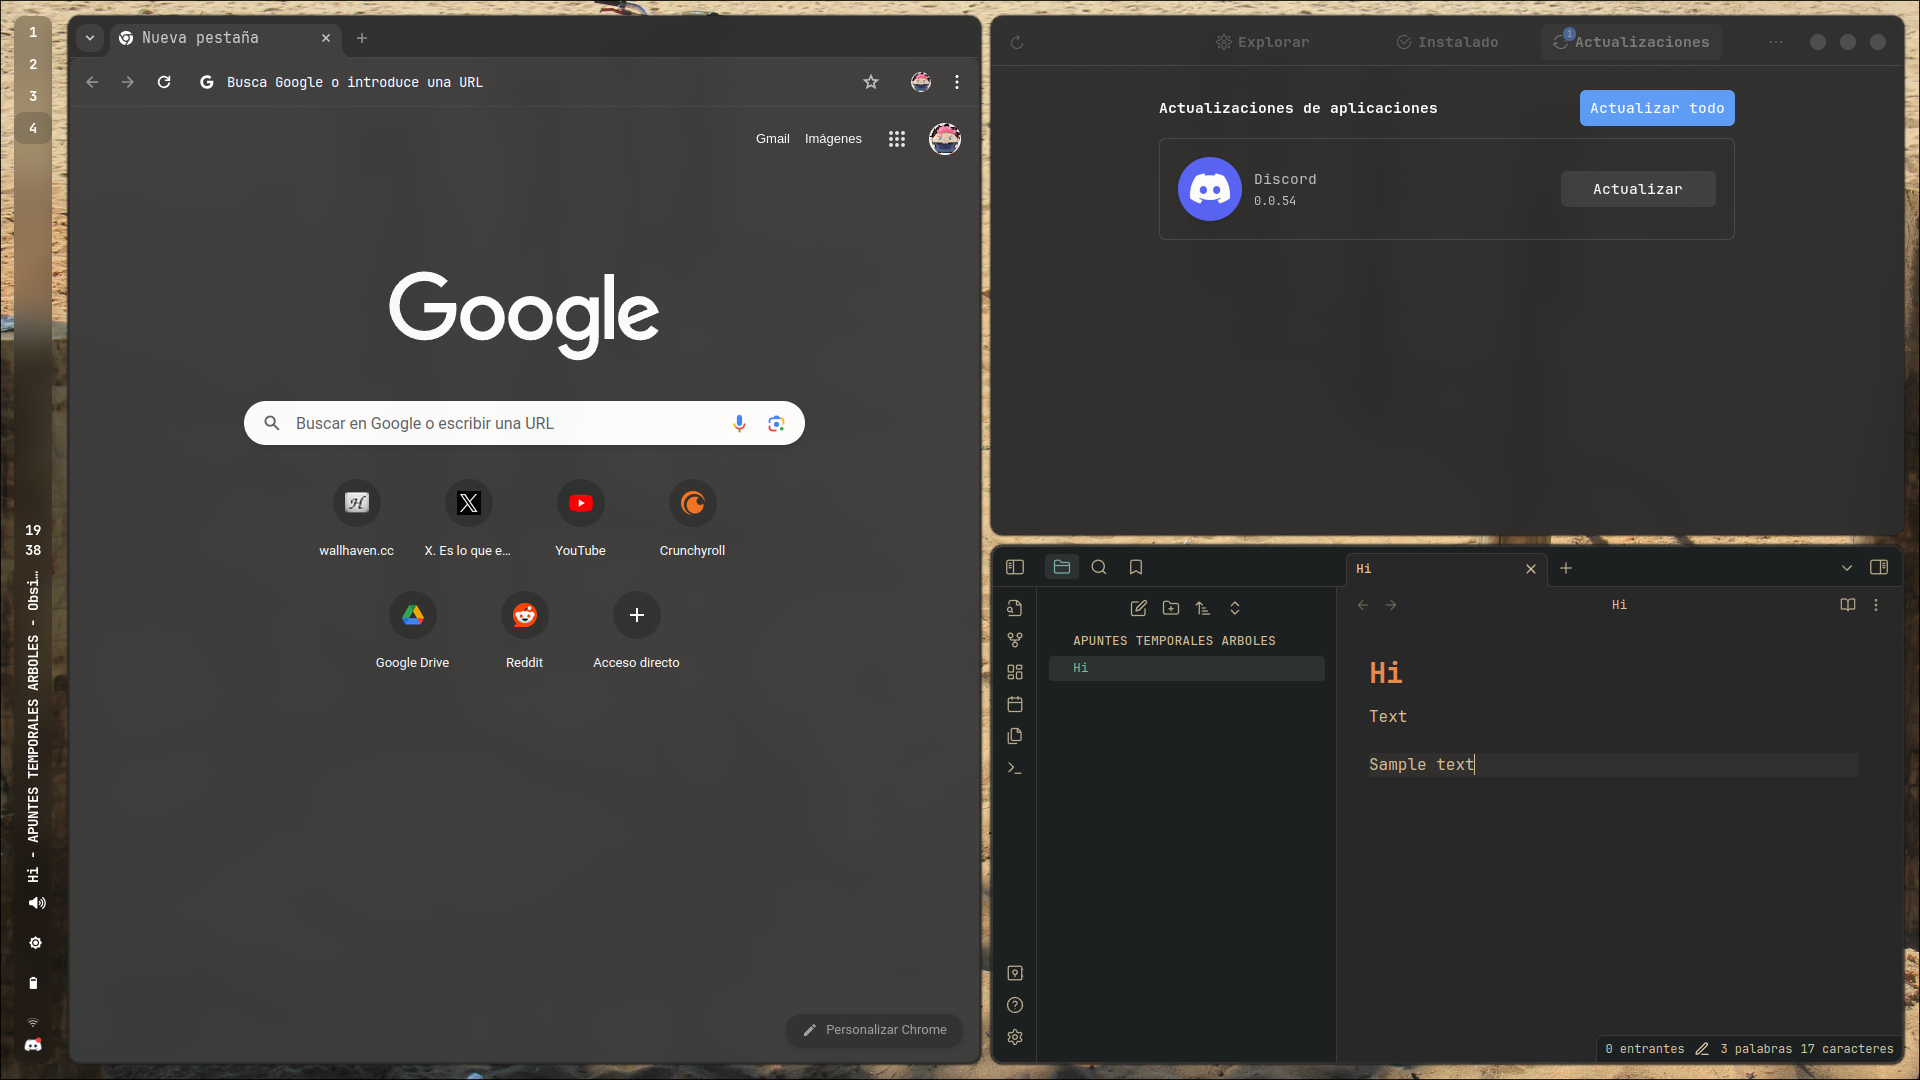 1
2
3
4
19
38
Hi - APUNTES TEMPORALES ARBOLES - Obsi…
Nueva pestaña
Busca Google o introduce una URL
Gmail
Imágenes
Google
Buscar en Google o escribir una URL
wallhaven.cc
X. Es lo que e...
YouTube
Crunchyroll
Google Drive
Reddit
Acceso directo
Personalizar Chrome
Explorar
Instalado
1
Actualizaciones
Actualizaciones de aplicaciones
Actualizar todo
Discord
0.0.54
Actualizar
Hi
APUNTES TEMPORALES ARBOLES
Hi
Hi
Hi
Text
Sample text
0 entrantes
3 palabras 17 caracteres